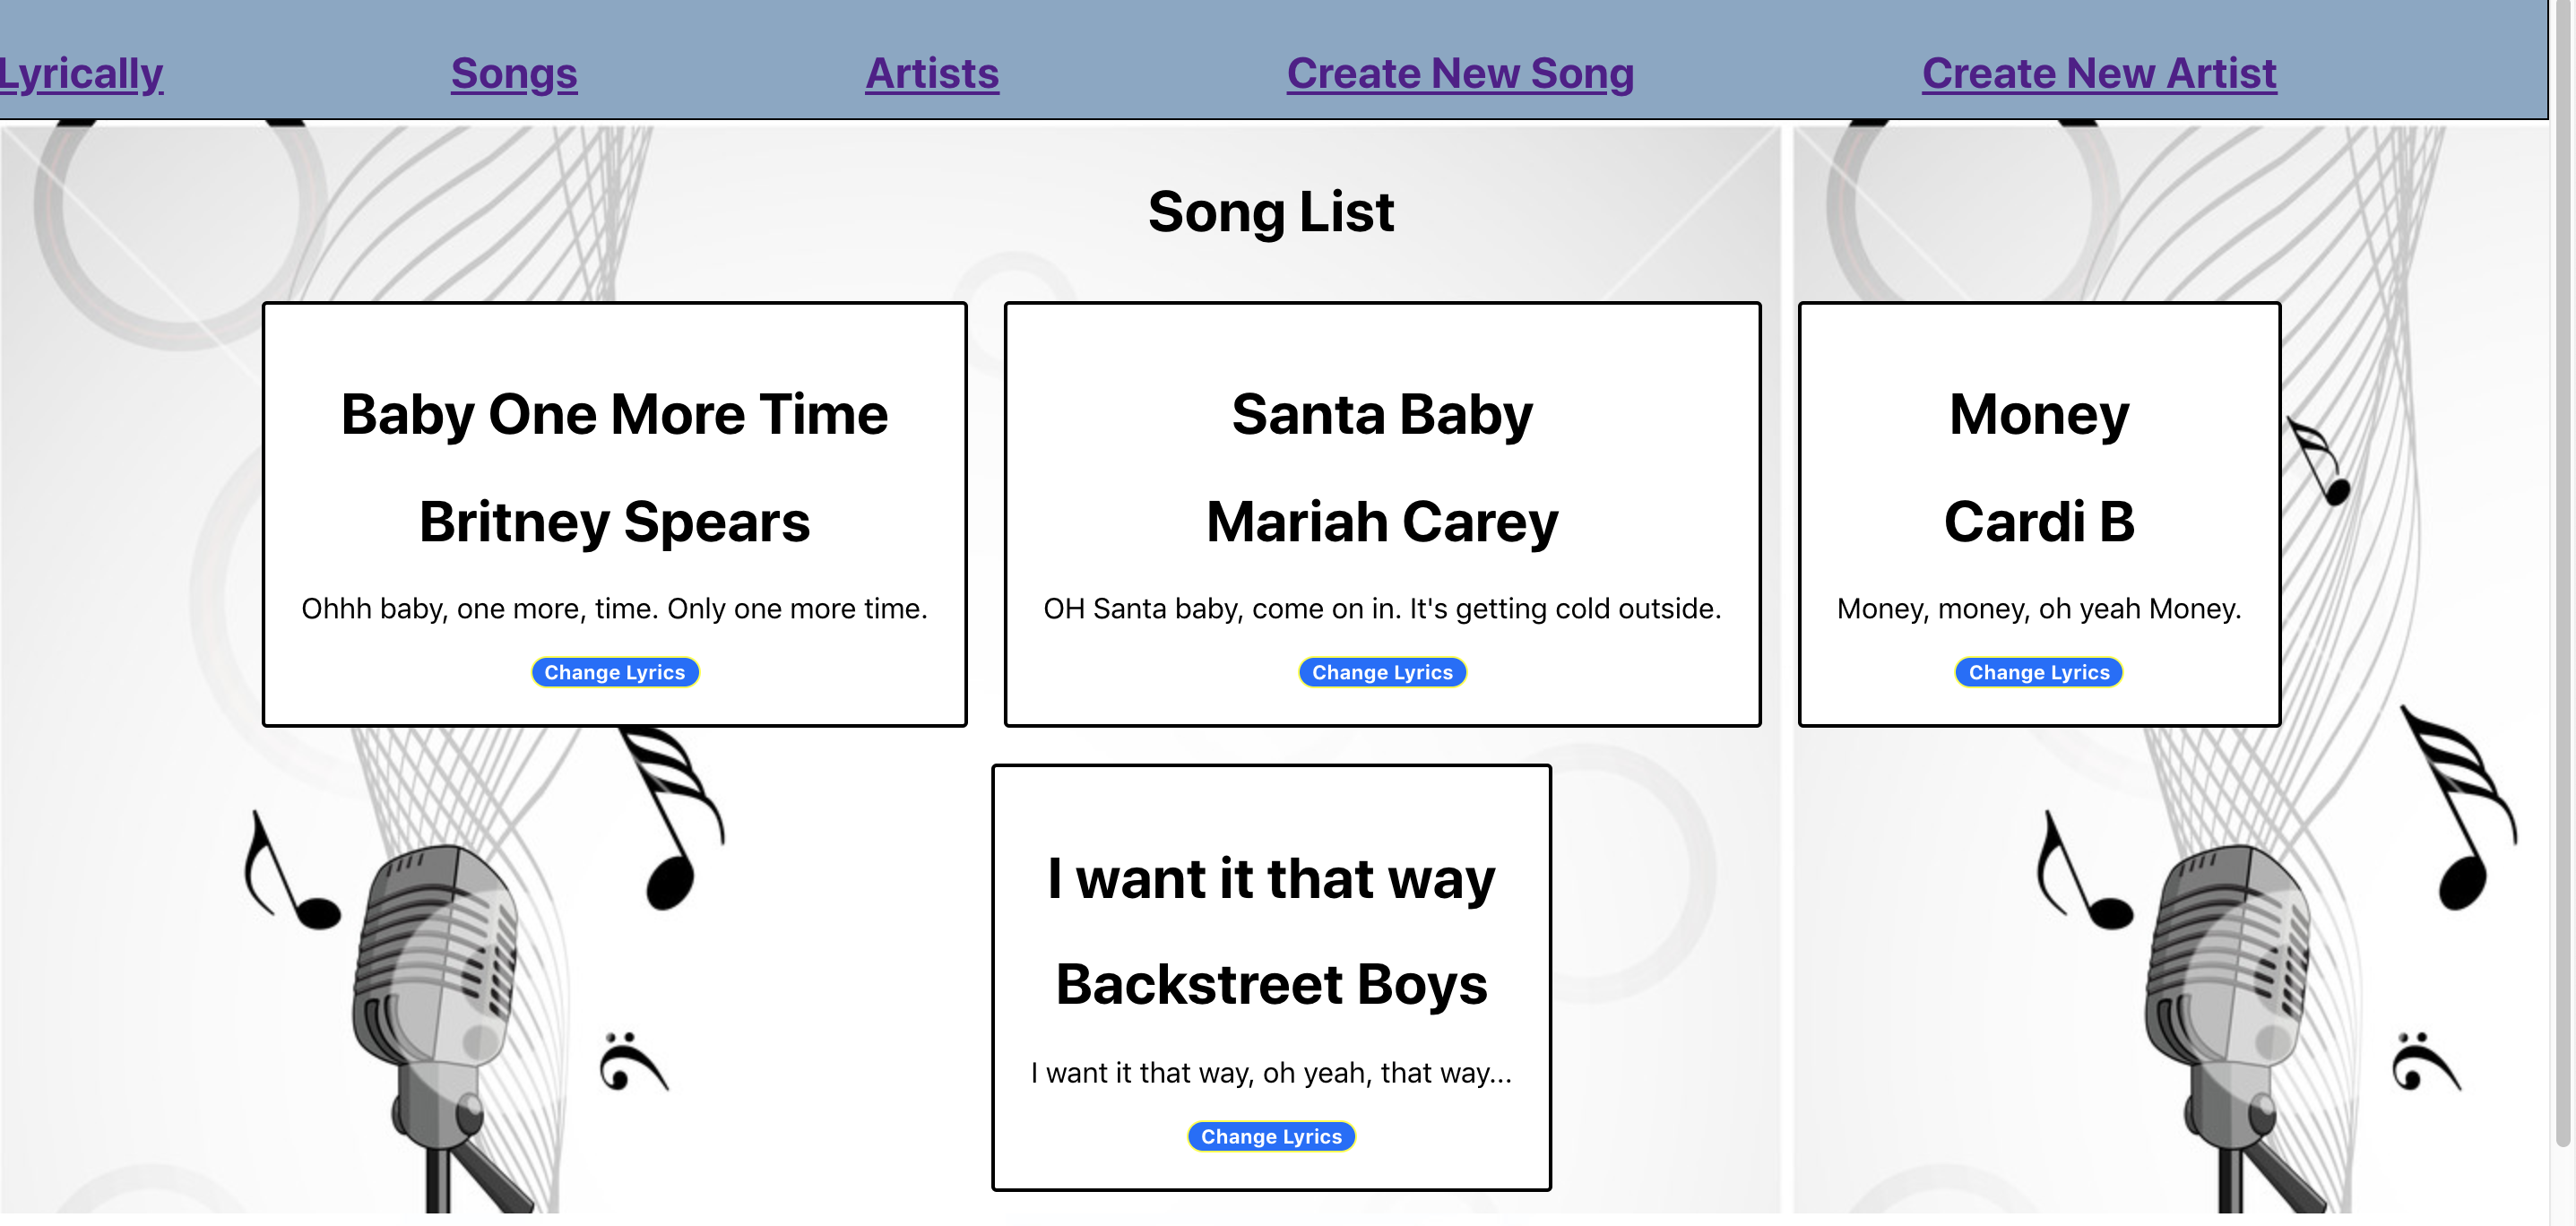 Lyrically Songs Artists Create New Song Create New Artist
Song List
Baby One More Time
Britney Spears
Ohhh baby, one more, time. Only one more time.
Change Lyrics
Santa Baby
Mariah Carey
OH Santa baby, come on in. It's getting cold outside.
Change Lyrics
Money
Cardi B
Money, money, oh yeah Money.
Change Lyrics
I want it that way
Backstreet Boys
I want it that way, oh yeah, that way...
Change Lyrics